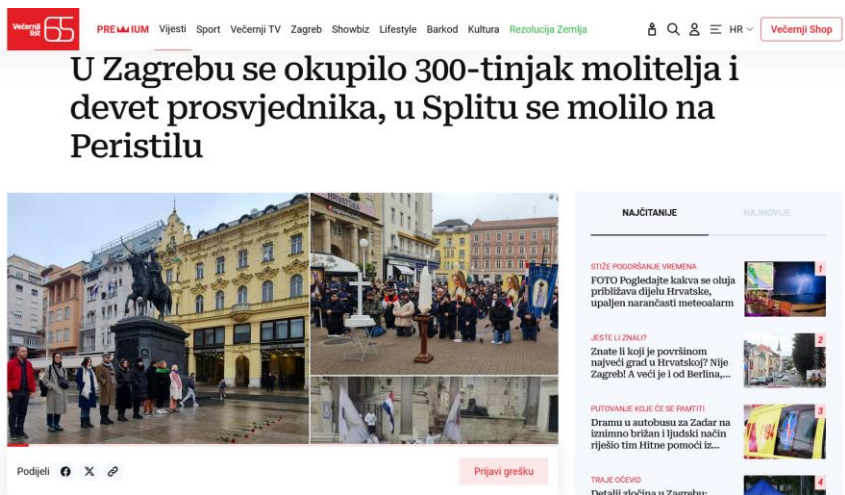 Večernji
list
65
PREMIUM Vijesti Sport Večernji TV Zagreb Showbiz Lifestyle Barkod Kultura Rezolucija Zemlja
HR
Večernji Shop
U Zagrebu se okupilo 300-tinjak molitelja i
devet prosvjednika, u Splitu se molilo na
Peristilu
HRVATSKA
Podijeli
Prijavi grešku
NAJČITANIJE
NAJNOVIJE
STIŽE POGORŠANJE VREMENA
FOTO Pogledajte kakva se oluja
približava dijelu Hrvatske,
upaljen narančasti meteoalarm
1
JESTE LI ZNALI?
Znate li koji je površinom
najveći grad u Hrvatskoj? Nije
Zagreb! A veći je i od Berlina,...
2
PUTOVANJE KOJE ĆE SE PAMTITI
Dramu u autobusu za Zadar na
iznimno brižan i ljudski način
riješio tim Hitne pomoći iz...
94
3
TRAJE OČEVID
Detalji zločina u Zagrebu:
4